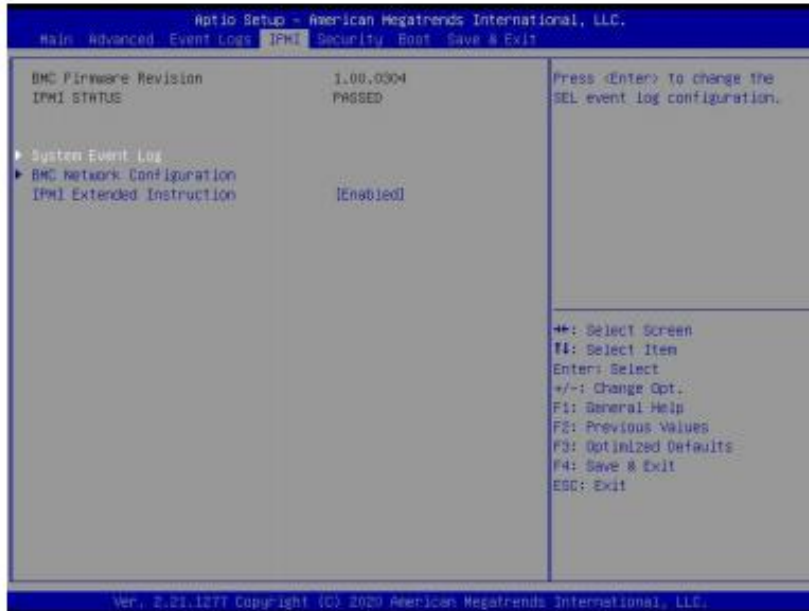 Aptio Setup - American Megatrends International, LLC.
Main Advanced Event Logs IPMI Security Boot Save & Exit
BMC Firmware Revision 1.00.0304
IPMI STATUS PASSED
System Event Log
BMC Network Configuration
IPMI Extended Instruction [Enabled]
Press <Enter> to change the
SEL event log configuration.
→←: Select Screen
↑↓: Select Item
Enter: Select
+/-: Change Opt.
F1: General Help
F2: Previous Values
F3: Optimized Defaults
F4: Save & Exit
ESC: Exit
Ver. 2.21.1277 Copyright (C) 2020 American Megatrends International, LLC.